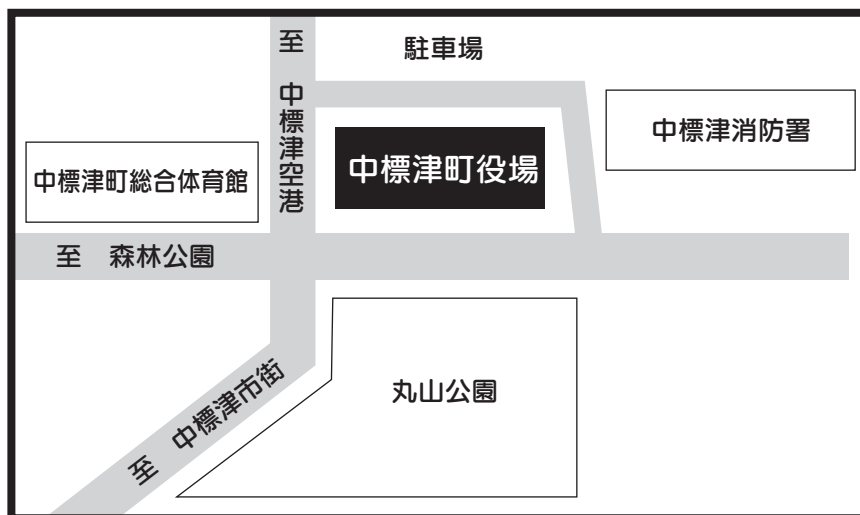 至　中標津空港
駐車場
中標津消防署
中標津町役場
中標津町総合体育館
至　森林公園
丸山公園
至　中標津市街